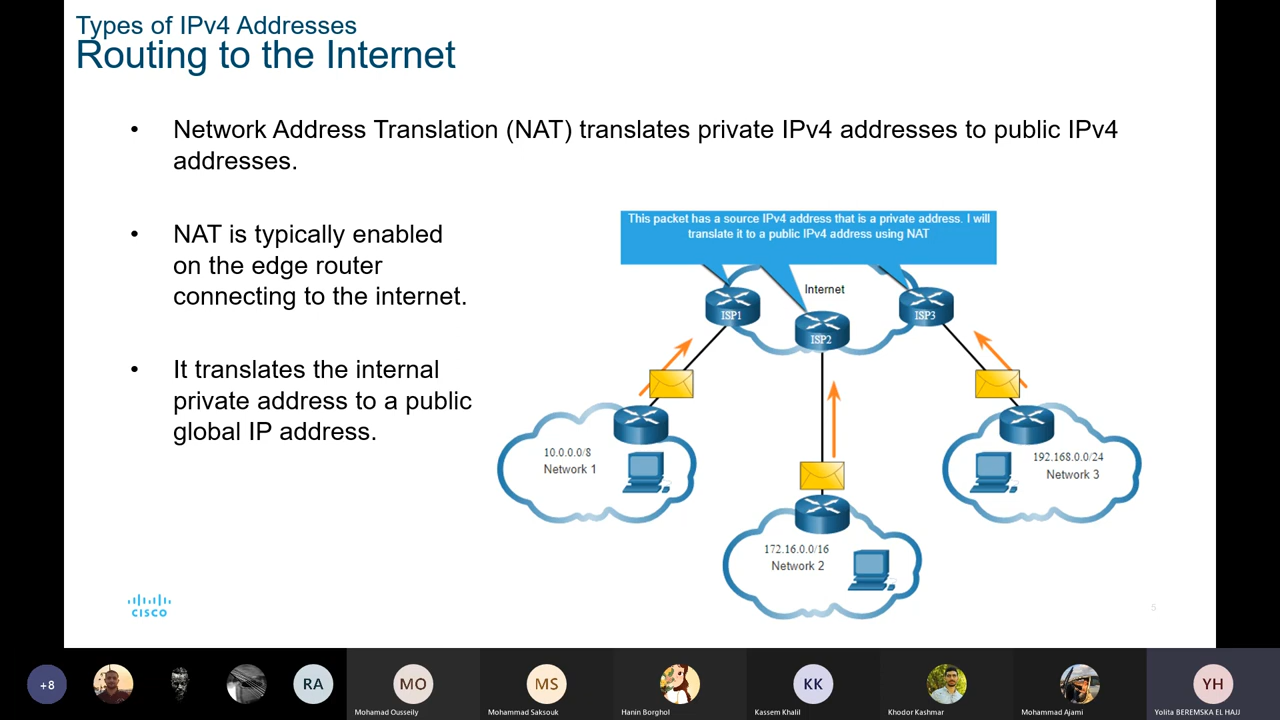 Types of IPv4 Addresses
Routing to the Internet
• Network Address Translation (NAT) translates private IPv4 addresses to public IPv4
addresses.
• NAT is typically enabled
on the edge router
connecting to the internet.
• It translates the internal
private address to a public
global IP address.
This packet has a source IPv4 address that is a private address. I will
translate it to a public IPv4 address using NAT
Internet
ISP1
ISP2
ISP3
10.0.0.0/8
Network 1
172.16.0.0/16
Network 2
192.168.0.0/24
Network 3
CISCO
5
+8
RA
MO
MS
KK
YH
Mohamad Ousseily
Mohammad Saksouk
Hanin Borghol
Kassem Khalil
Khodor Kashmar
Mohammad Ajami
Yolita BEREMSKA EL HAJJ